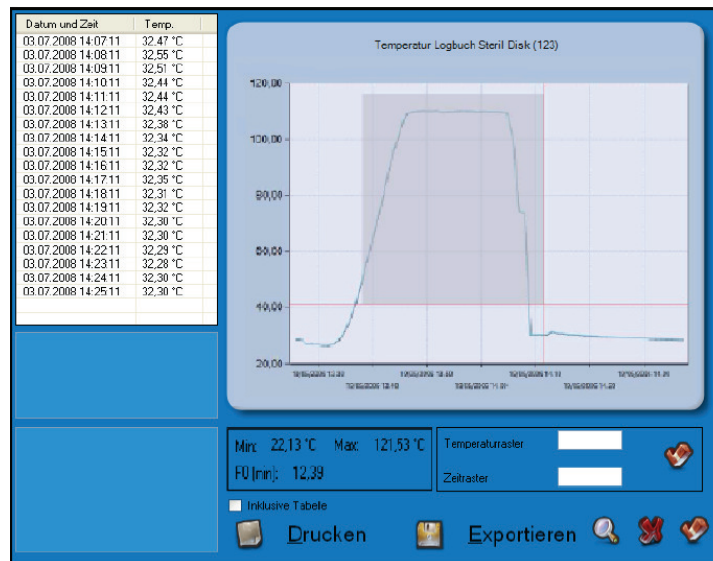 Datum und Zeit Temp.
03.07.2008 14:07:11 32,47 °C
03.07.2008 14:08:11 32,55 °C
03.07.2008 14:09:11 32,51 °C
03.07.2008 14:10:11 32,44 °C
03.07.2008 14:11:11 32,44 °C
03.07.2008 14:12:11 32,43 °C
03.07.2008 14:13:11 32,38 °C
03.07.2008 14:14:11 32,34 °C
03.07.2008 14:15:11 32,32 °C
03.07.2008 14:16:11 32,32 °C
03.07.2008 14:17:11 32,35 °C
03.07.2008 14:18:11 32,31 °C
03.07.2008 14:19:11 32,32 °C
03.07.2008 14:20:11 32,30 °C
03.07.2008 14:21:11 32,30 °C
03.07.2008 14:22:11 32,29 °C
03.07.2008 14:23:11 32,28 °C
03.07.2008 14:24:11 32,30 °C
03.07.2008 14:25:11 32,30 °C
Temperatur Logbuch Steril Disk (123)
120,00
100,00
80,00
60,00
40,00
20,00
Min: 22,13 °C Max: 121,53 °C
F0 [min]: 12,39
Temperaturraster
Zeitraster
Inklusive Tabele
Drucken
Exportieren